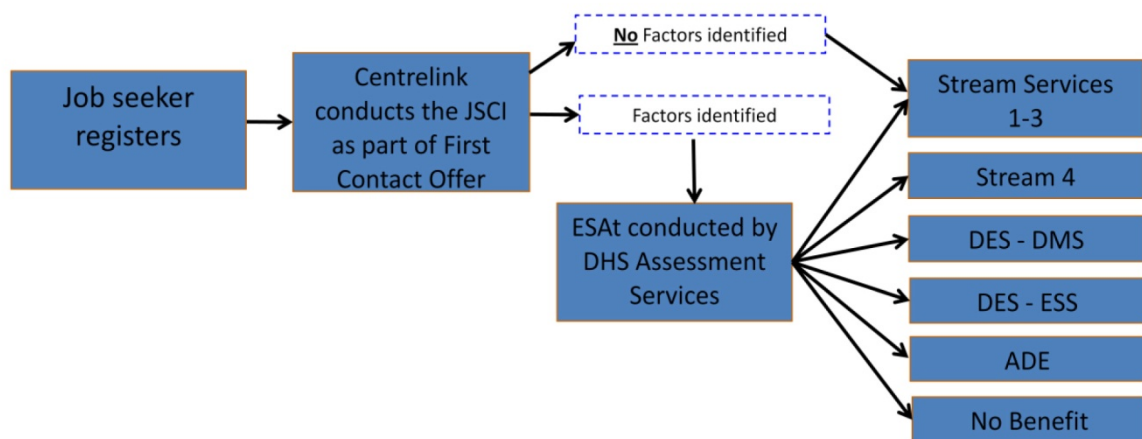 Job seeker
registers
Centrelink
conducts the JSCI
as part of First
Contact Offer
No Factors identified
Factors identified
ESAt conducted by
DHS Assessment
Services
Stream Services
1-3
Stream 4
DES - DMS
DES - ESS
ADE
No Benefit